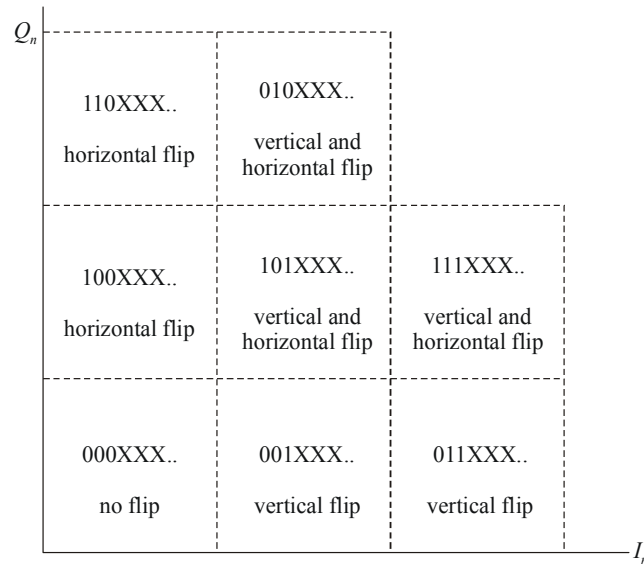 Qn
110XXX..
horizontal flip
010XXX..
vertical and
horizontal flip
100XXX..
horizontal flip
101XXX..
vertical and
horizontal flip
111XXX..
vertical and
horizontal flip
000XXX..
no flip
001XXX..
vertical flip
011XXX..
vertical flip
In